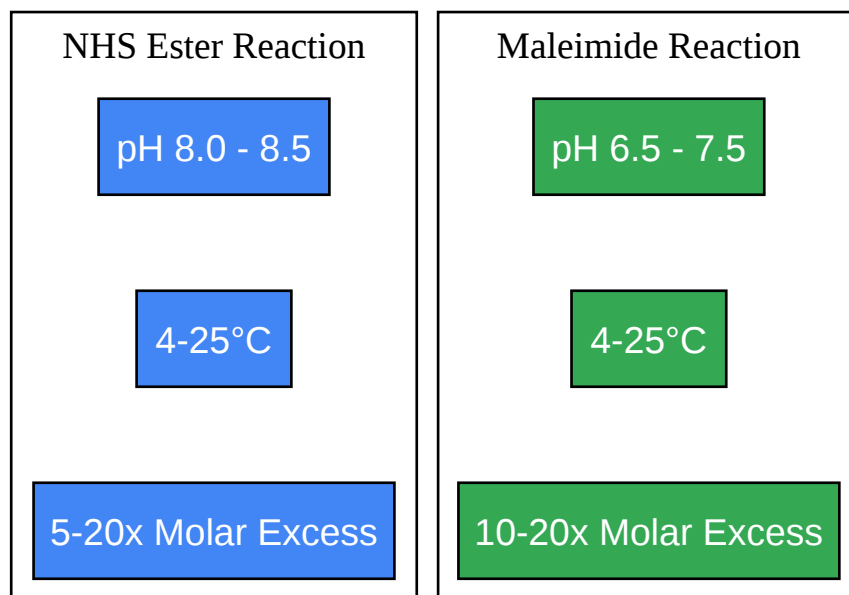 NHS Ester Reaction
pH 8.0 - 8.5
4-25°C
5-20x Molar Excess
Maleimide Reaction
pH 6.5 - 7.5
4-25°C
10-20x Molar Excess